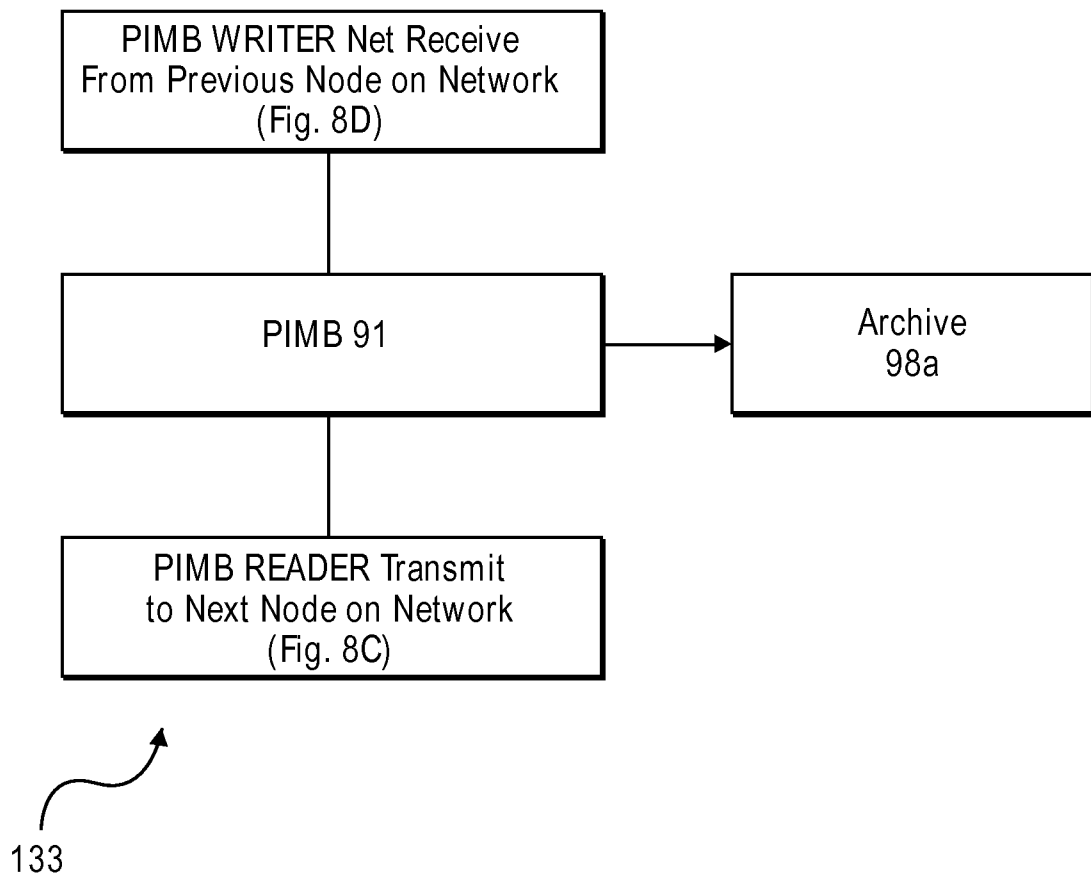 PIMB WRITER Net Receive
From Previous Node on Network
(Fig. 8D)
PIMB 91
Archive
98a
PIMB READER Transmit
to Next Node on Network
(Fig. 8C)
133